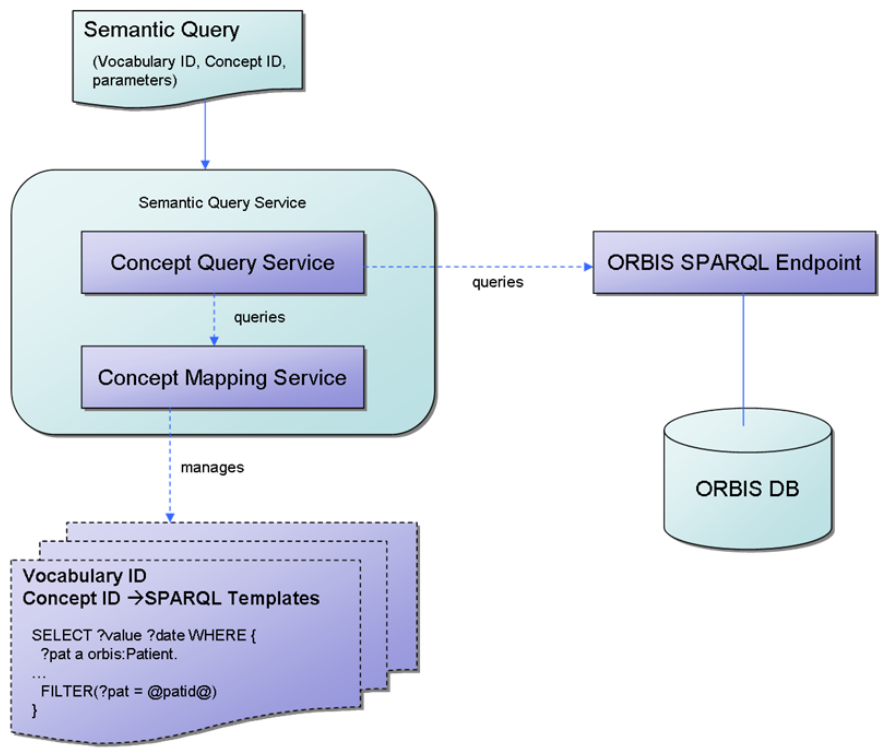 Semantic Query
(Vocabulary ID, Concept ID,
parameters)
Semantic Query Service
Concept Query Service
queries
ORBIS SPARQL Endpoint
queries
Concept Mapping Service
manages
ORBIS DB
Vocabulary ID
Concept ID →SPARQL Templates
SELECT ?value ?date WHERE {
?pat a orbis:Patient.
…
FILTER(?pat = @patid@)
}